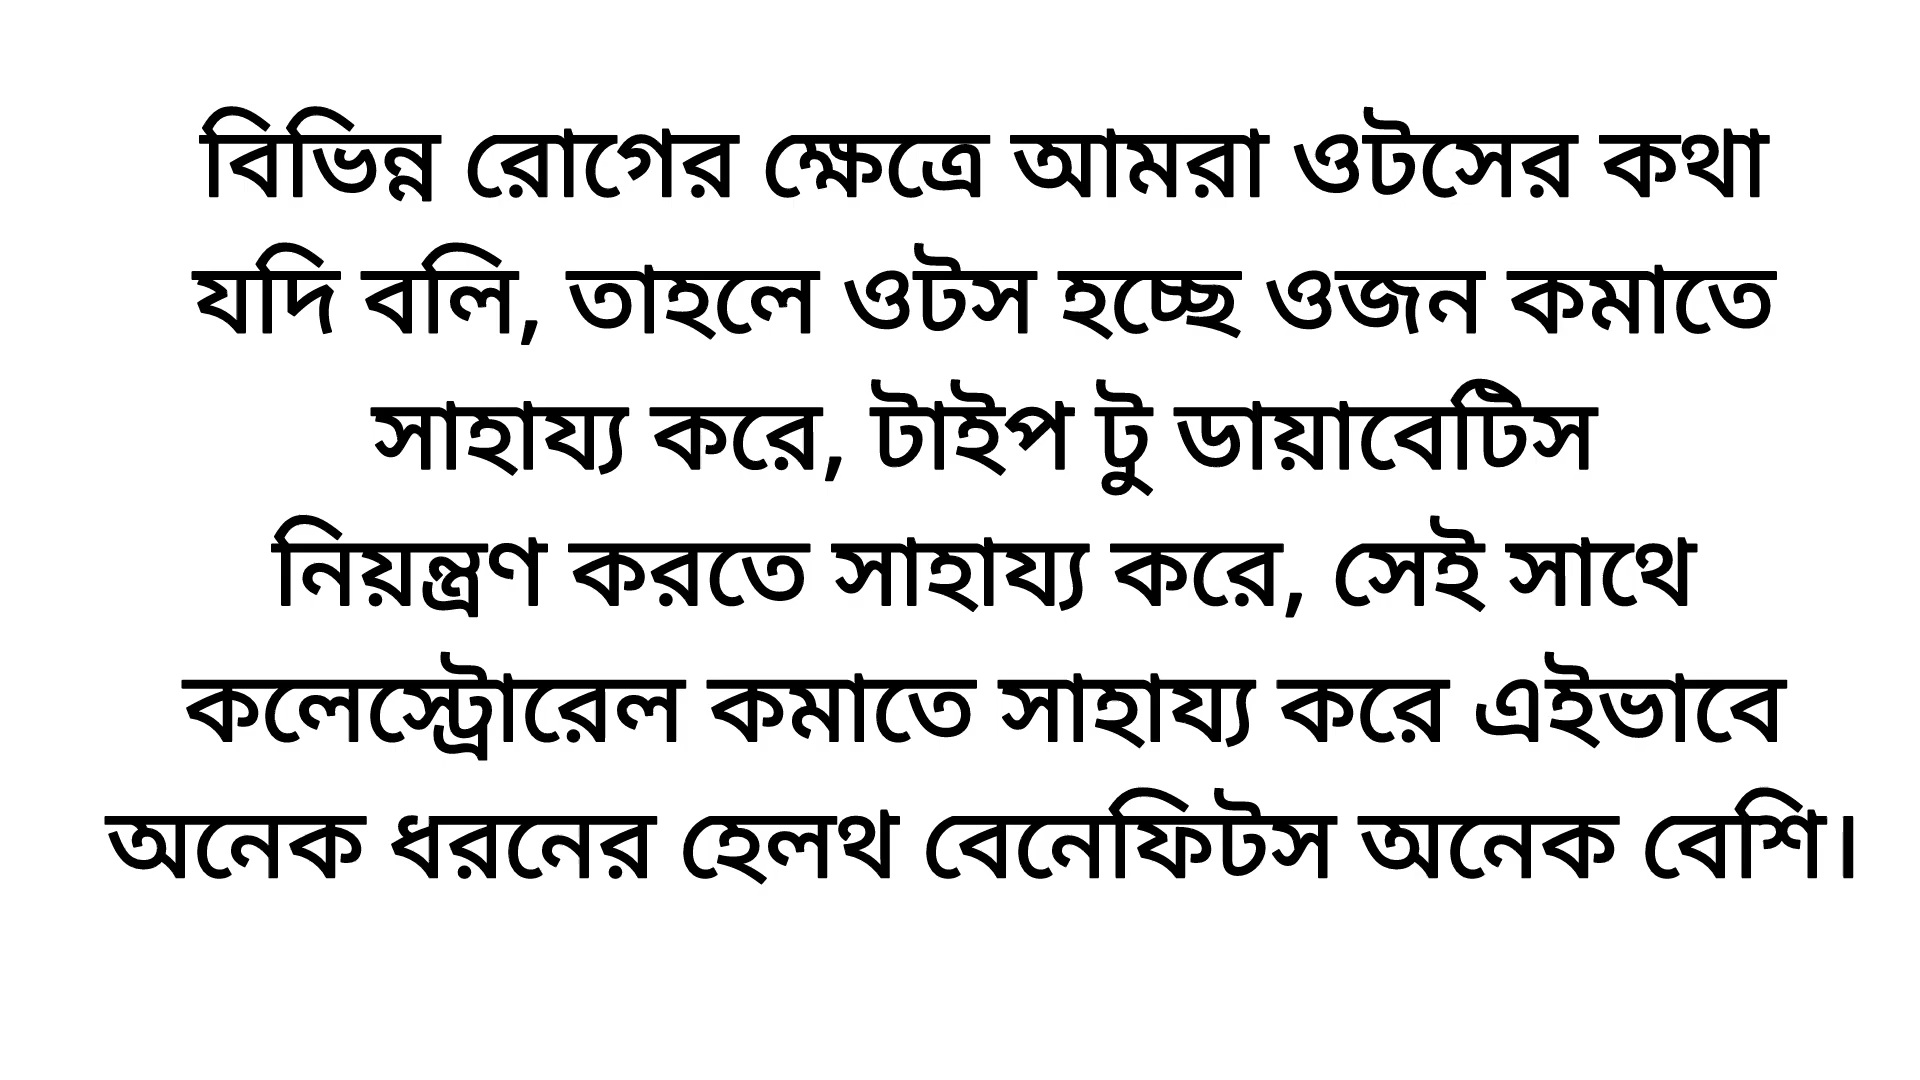 বিভিন্ন রোগের ক্ষেত্রে আমরা ওটসের কথা
যদি বলি, তাহলে ওটস হচ্ছে ওজন কমাতে
সাহায্য করে, টাইপ টু ডায়াবেটিস
নিয়ন্ত্রণ করতে সাহায্য করে, সেই সাথে
কলেস্ট্রোরেল কমাতে সাহায্য করে এইভাবে
অনেক ধরনের হেলথ বেনেফিটস অনেক বেশি।